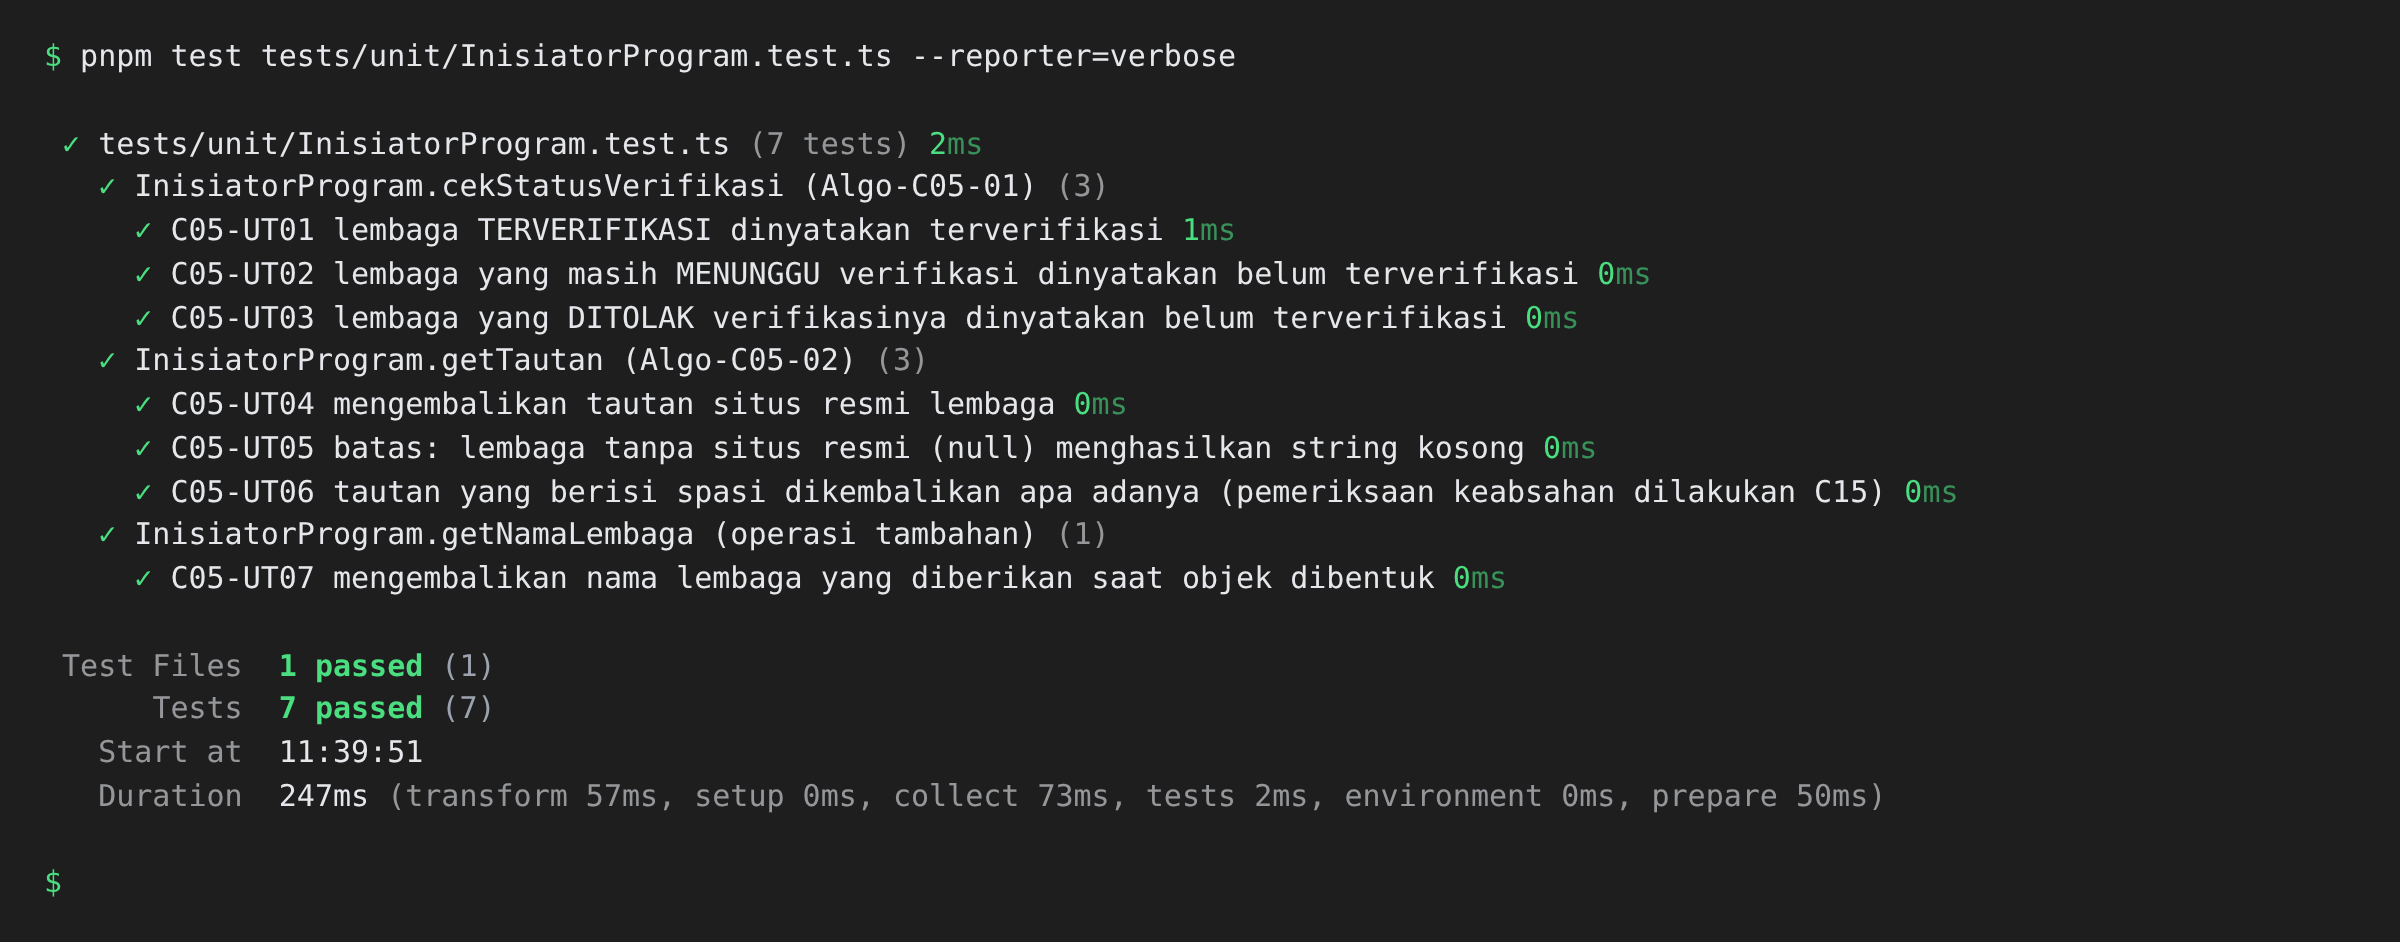 $ pnpm test tests/unit/InisiatorProgram.test.ts --reporter=verbose
✓ tests/unit/InisiatorProgram.test.ts (7 tests) 2ms
✓ InisiatorProgram.cekStatusVerifikasi (Algo-C05-01) (3)
✓ C05-UT01 lembaga TERVERIFIKASI dinyatakan terverifikasi 1ms
✓ C05-UT02 lembaga yang masih MENUNGGU verifikasi dinyatakan belum terverifikasi 0ms
✓ C05-UT03 lembaga yang DITOLAK verifikasinya dinyatakan belum terverifikasi 0ms
✓ InisiatorProgram.getTautan (Algo-C05-02) (3)
✓ C05-UT04 mengembalikan tautan situs resmi lembaga 0ms
✓ C05-UT05 batas: lembaga tanpa situs resmi (null) menghasilkan string kosong 0ms
✓ C05-UT06 tautan yang berisi spasi dikembalikan apa adanya (pemeriksaan keabsahan dilakukan C15) 0ms
✓ InisiatorProgram.getNamaLembaga (operasi tambahan) (1)
✓ C05-UT07 mengembalikan nama lembaga yang diberikan saat objek dibentuk 0ms
Test Files 1 passed (1)
Tests 7 passed (7)
Start at 11:39:51
Duration 247ms (transform 57ms, setup 0ms, collect 73ms, tests 2ms, environment 0ms, prepare 50ms)
$